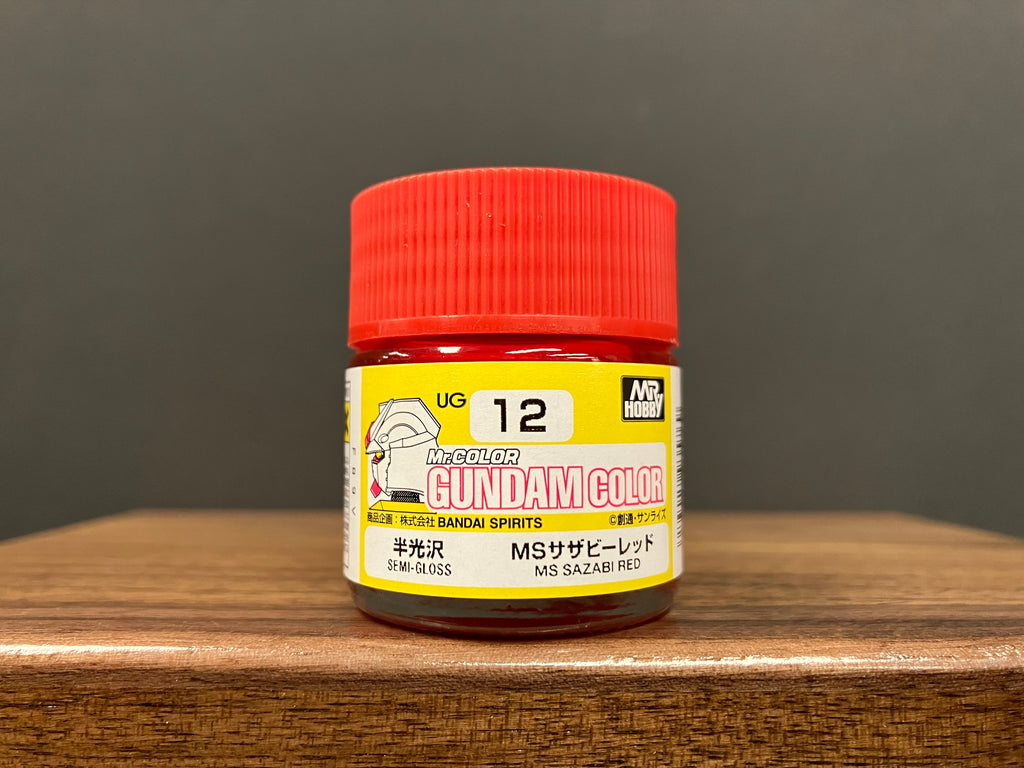 UG 12
MR HOBBY
Mr.COLOR
GUNDAM COLOR
商品企画：株式会社 BANDAI SPIRITS ©創通・サンライズ
半光沢 MSサザビーレッド
SEMI-GLOSS MS SAZABI RED